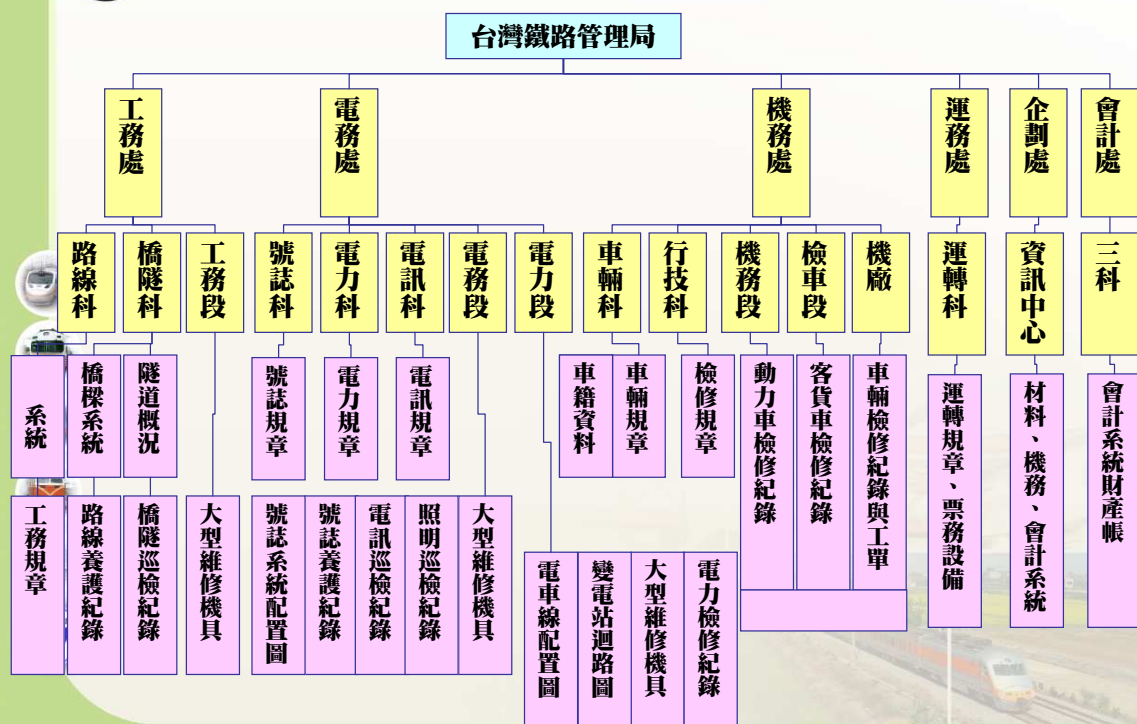 台灣鐵路管理局
工務處
電務處
機務處
運務處
企劃處
會計處
路線科
橋隧科
工務段
號誌科
電力科
電訊科
電務段
電力段
車輛科
行技科
機務段
檢車段
機廠
運轉科
資訊中心
三科
系統
橋樑系統
隧道概況
號誌規章
電力規章
電訊規章
車籍資料
車輛規章
檢修規章
動力車檢修紀錄
客貨車檢修紀錄
車輛檢修紀錄與工單
運轉規章、票務設備
材料、機務、會計系統
會計系統財產帳
工務規章
路線養護紀錄
橋隧巡檢紀錄
大型維修機具
號誌系統配置圖
號誌養護紀錄
電訊巡檢紀錄
照明巡檢紀錄
大型維修機具
電車線配置圖
變電站迴路圖
大型維修機具
電力檢修紀錄